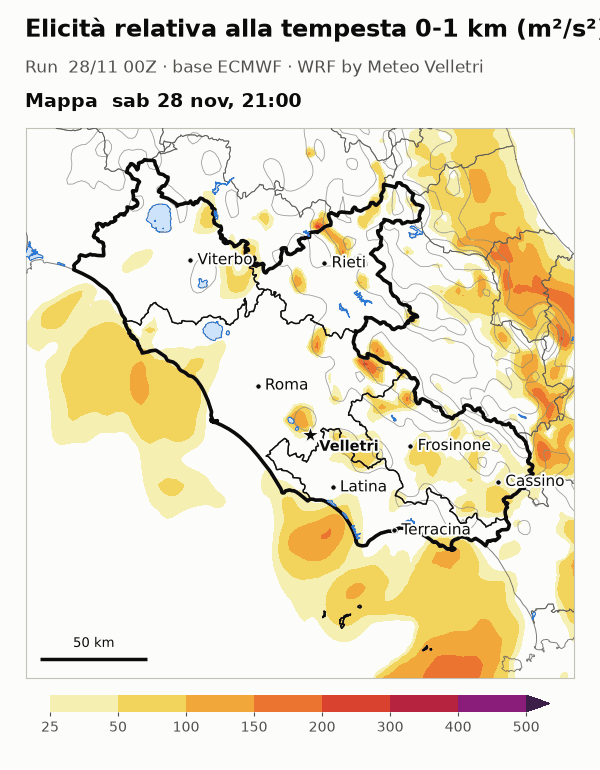 Elicità relativa alla tempesta 0-1 km (m²/s²)
Run 28/11 00Z · base ECMWF · WRF by Meteo Velletri
Mappa sab 28 nov, 21:00
Viterbo
Rieti
Roma
Velletri
Frosinone
Latina
Cassino
Terracina
50 km
25 50 100 150 200 300 400 500